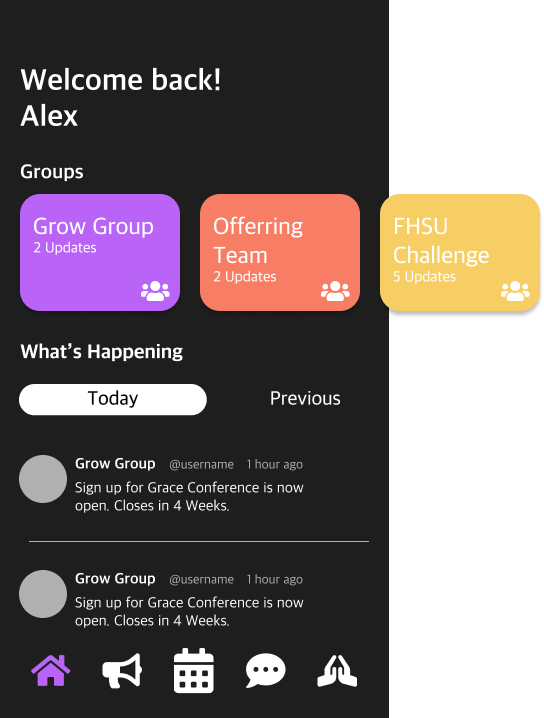 Welcome back!
Alex
Groups
Grow Group
2 Updates
Offerring
Team
2 Updates
FHSU
Challenge
5 Updates
What's Happening
Today
Previous
Grow Group @username 1 hour ago
Sign up for Grace Conference is now
open. Closes in 4 Weeks.
Grow Group @username 1 hour ago
Sign up for Grace Conference is now
open. Closes in 4 Weeks.